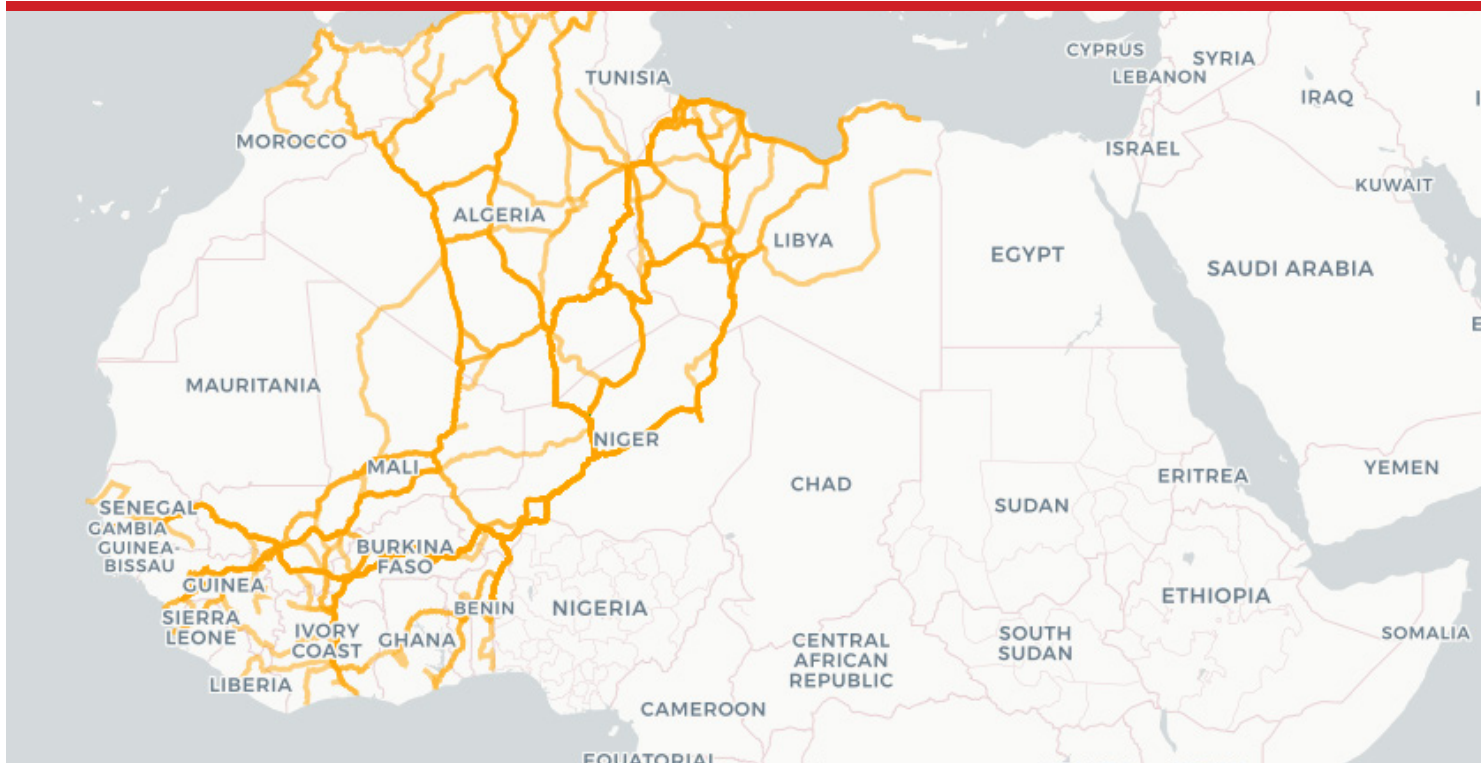 CYPRUS
SYRIA
LEBANON
TUNISIA
IRAQ
MOROCCO
ISRAEL
KUWAIT
ALGERIA
LIBYA
EGYPT
SAUDI ARABIA
MAURITANIA
NIGER
MALI
CHAD
ERITREA
YEMEN
SENEGAL
SUDAN
GAMBIA
GUINEA-
BISSAU
BURKINA
FASO
GUINEA
BENIN
NIGERIA
ETHIOPIA
SIERRA
LEONE
IVORY
COAST
GHANA
CENTRAL
AFRICAN
REPUBLIC
SOUTH
SUDAN
SOMALIA
LIBERIA
CAMEROON
EQUATORIAL